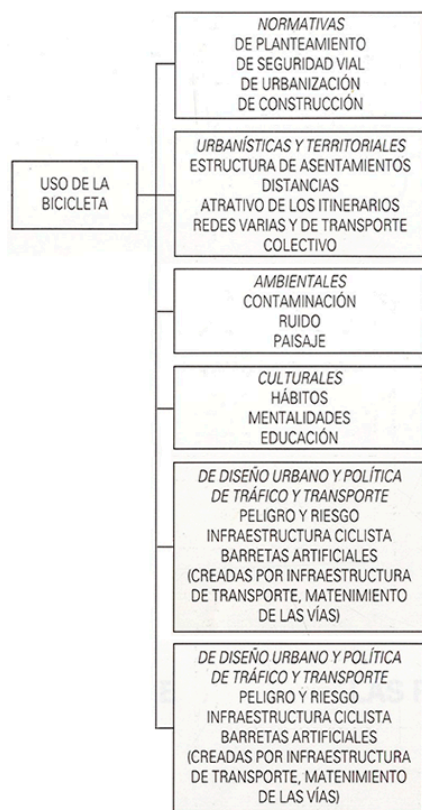 NORMATIVAS
DE PLANTEAMIENTO
DE SEGURIDAD VIAL
DE URBANIZACIÓN
DE CONSTRUCCIÓN
USO DE LA
BICICLETA
URBANÍSTICAS Y TERRITORIALES
ESTRUCTURA DE ASENTAMIENTOS
DISTANCIAS
ATRATIVO DE LOS ITINERARIOS
REDES VARIAS Y DE TRANSPORTE
COLECTIVO
AMBIENTALES
CONTAMINACIÓN
RUIDO
PAISAJE
CULTURALES
HÁBITOS
MENTALIDADES
EDUCACIÓN
DE DISEÑO URBANO Y POLÍTICA
DE TRÁFICO Y TRANSPORTE
PELIGRO Y RIESGO
INFRAESTRUCTURA CICLISTA
BARRETAS ARTIFICIALES
(CREADAS POR INFRAESTRUCTURA
DE TRANSPORTE, MATENIMIENTO
DE LAS VÍAS)
DE DISEÑO URBANO Y POLÍTICA
DE TRÁFICO Y TRANSPORTE
PELIGRO Y RIESGO
INFRAESTRUCTURA CICLISTA
BARRETAS ARTIFICIALES
(CREADAS POR INFRAESTRUCTURA
DE TRANSPORTE, MATENIMIENTO
DE LAS VÍAS)